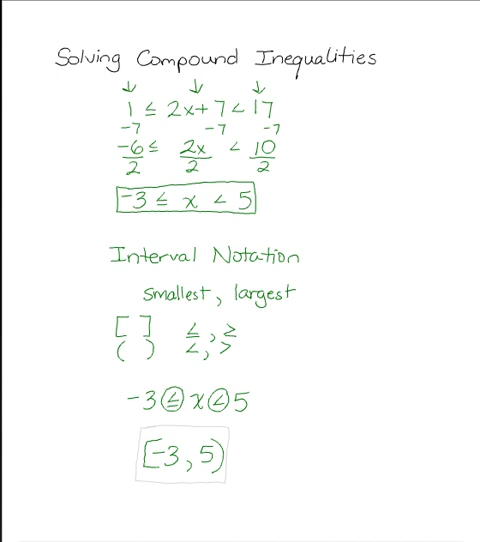 Solving Compound Inequalities
↓ ↓ ↓
1 ≤ 2x + 7 < 17
-7 -7 -7
-6 ≤ 2x < 10
2 2 2
-3 ≤ x < 5
Interval Notation
smallest, largest
[ ] ≤, ≥
( ) <, >
-3 ≤ x < 5
[-3, 5)